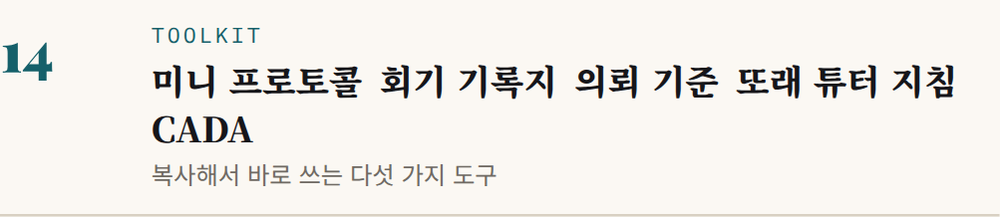 14
TOOLKIT
미니 프로토콜 회기 기록지 의뢰 기준 또래 튜터 지침
CADA
복사해서 바로 쓰는 다섯 가지 도구